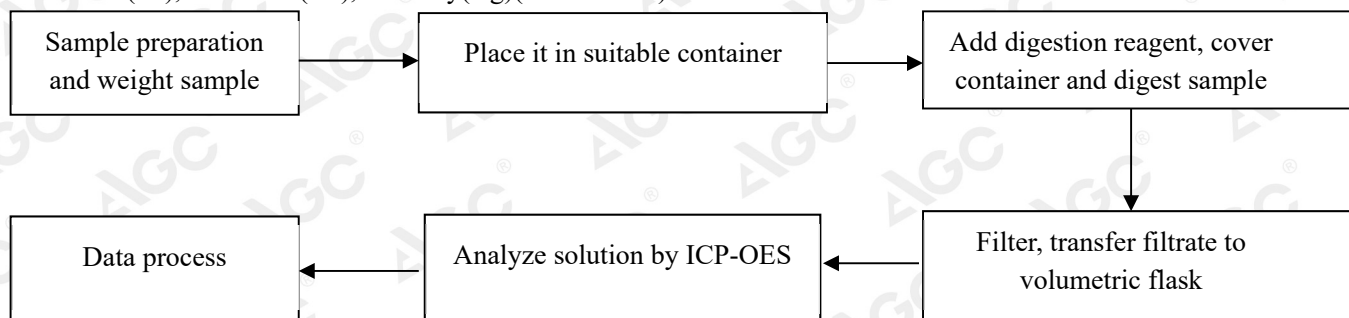 Sample preparation
and weight sample
Place it in suitable container
Add digestion reagent, cover
container and digest sample
Filter, transfer filtrate to
volumetric flask
Analyze solution by ICP-OES
Data process
AGC